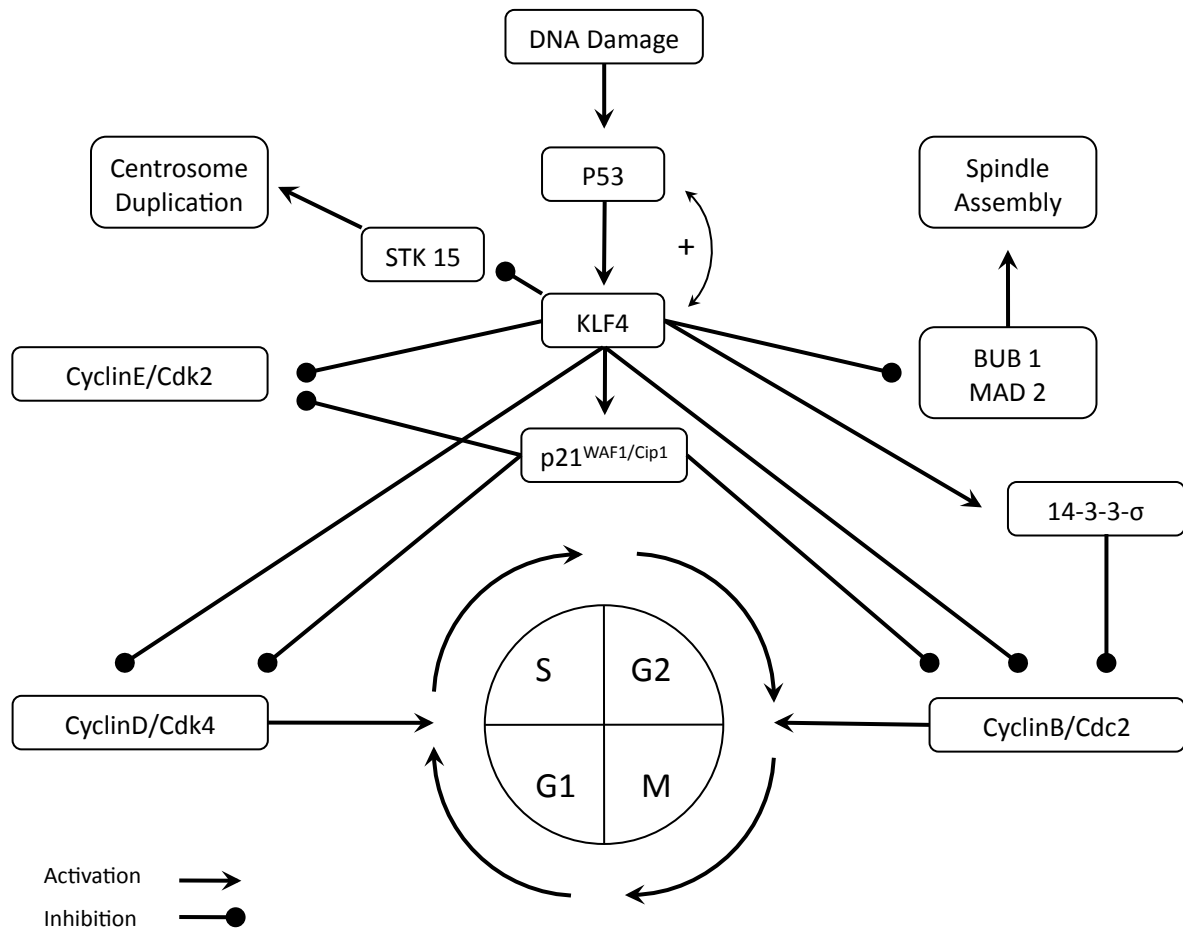 DNA Damage
Centrosome
Duplication
P53
Spindle
Assembly
+
STK 15
KLF4
CyclinE/Cdk2
BUB 1
MAD 2
p21WAF1/Cip1
14-3-3-σ
S
G2
CyclinD/Cdk4
CyclinB/Cdc2
G1
M
Activation
Inhibition